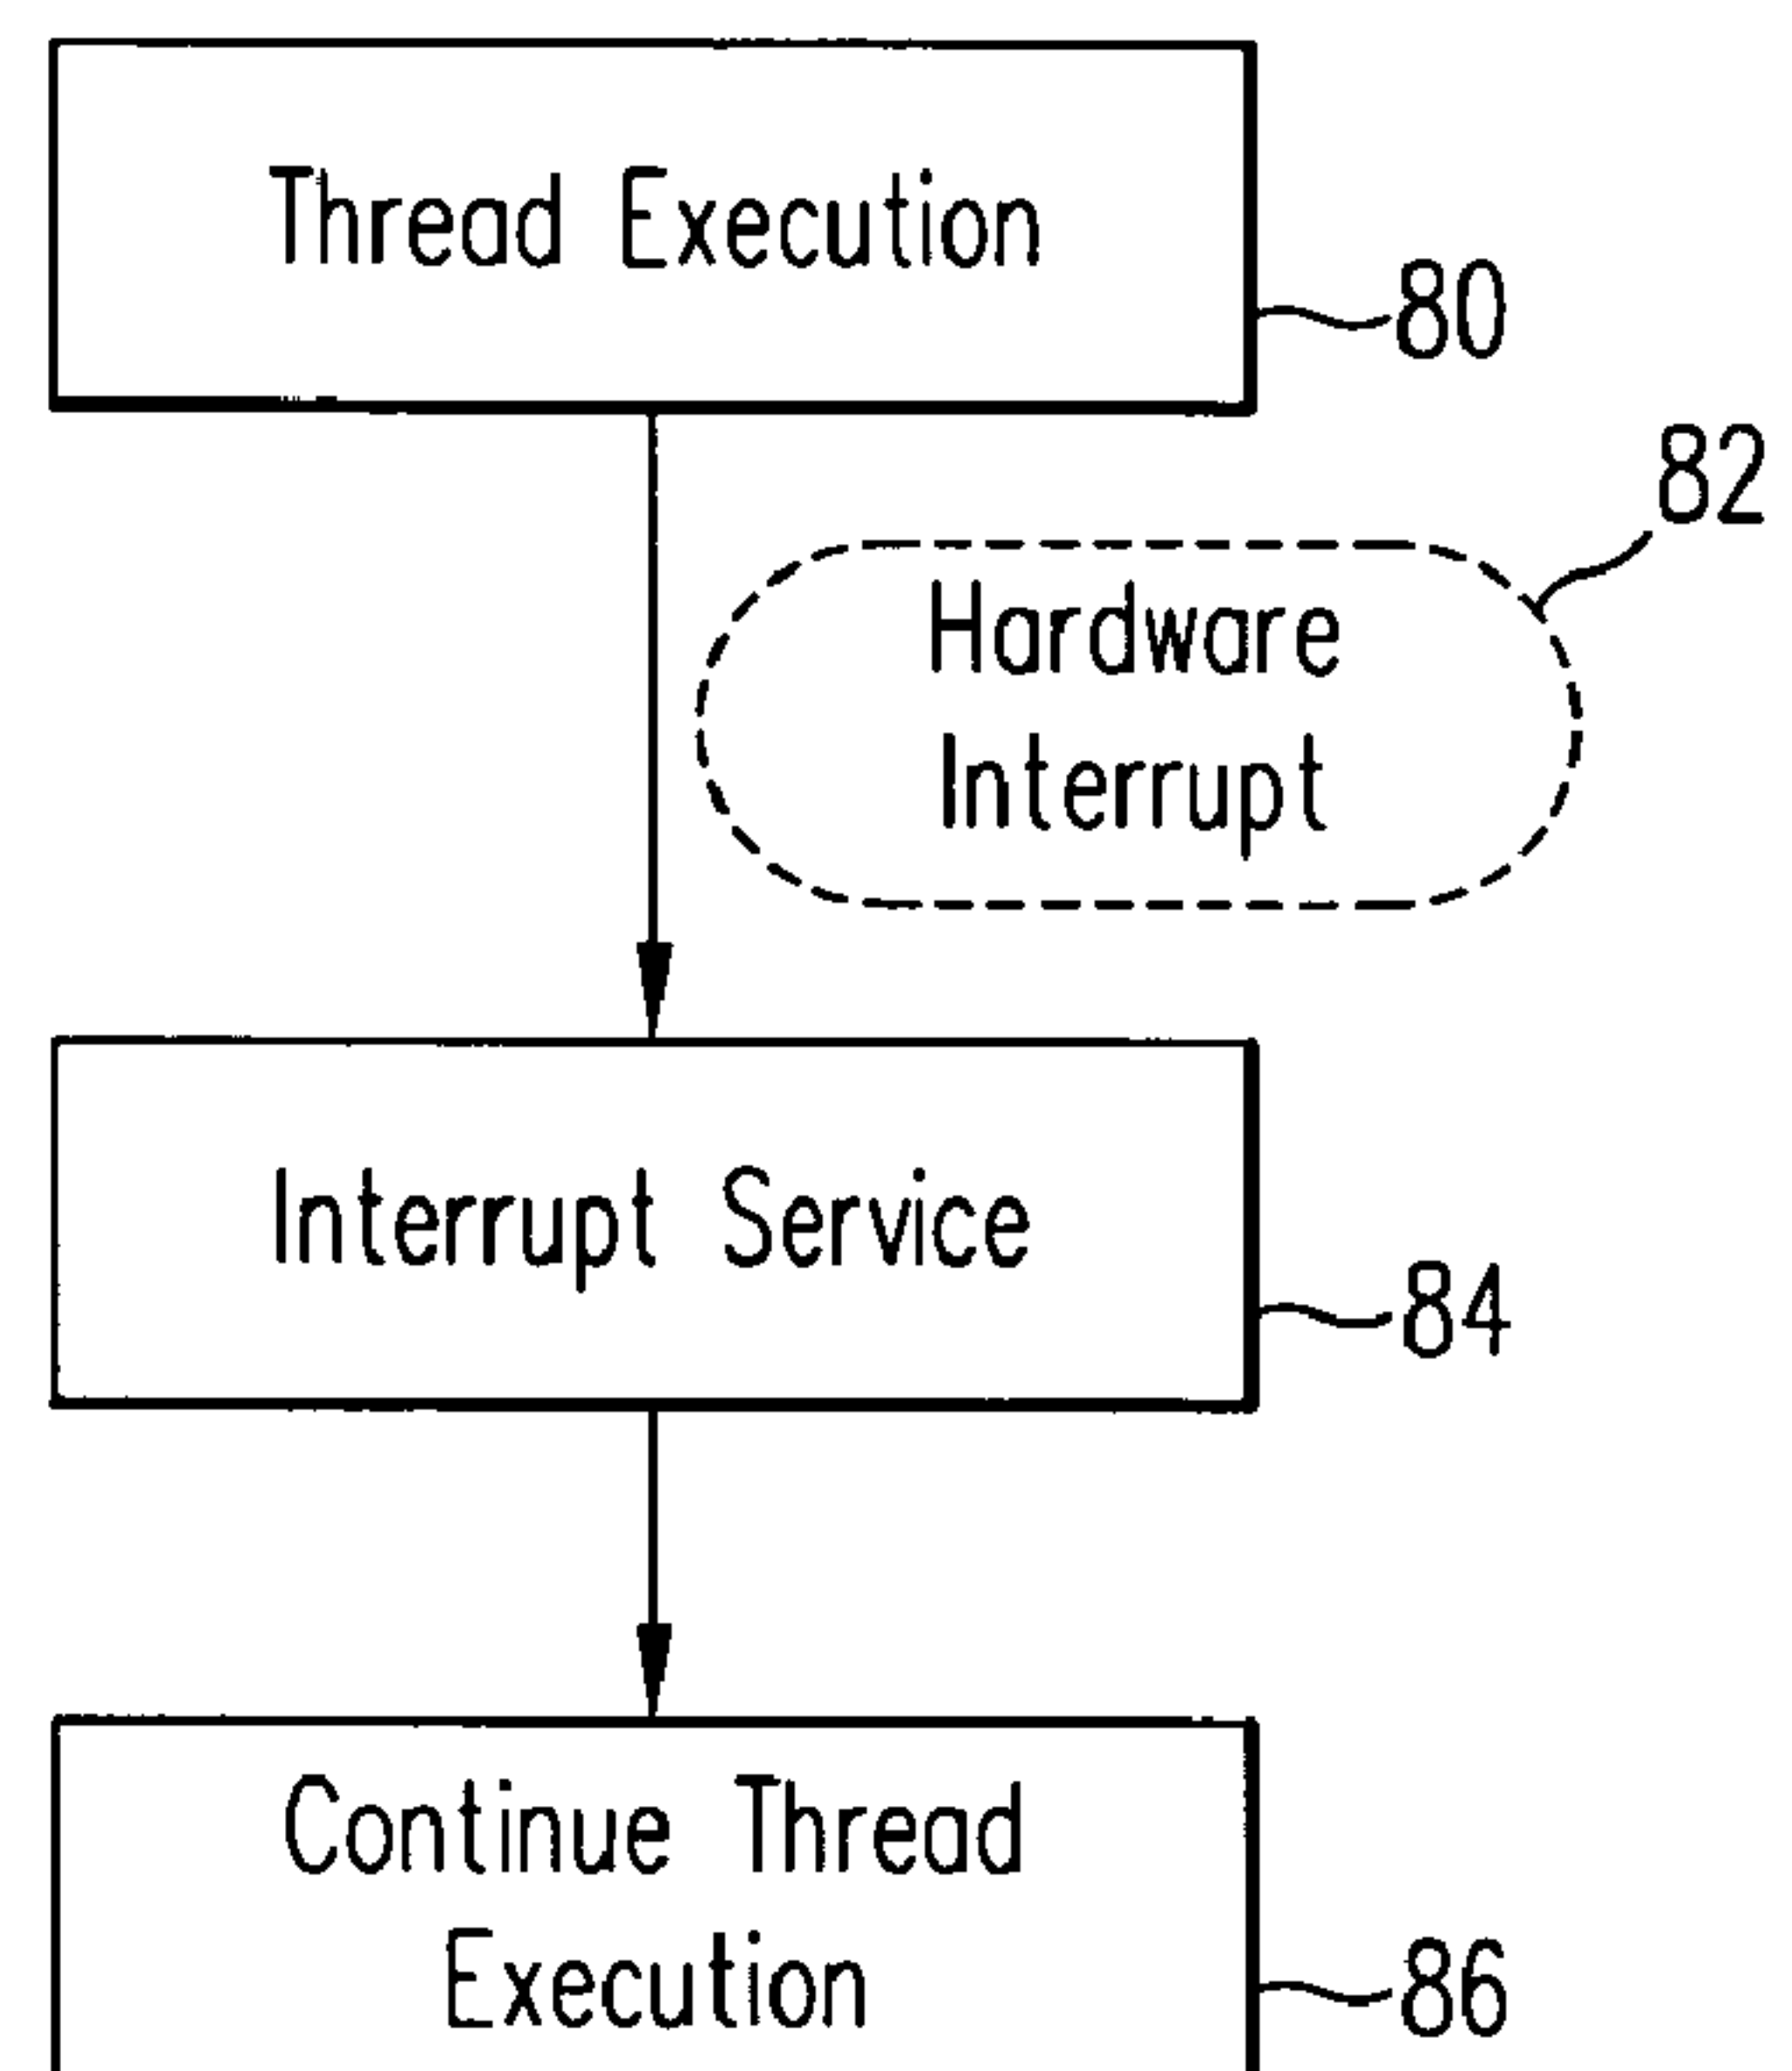 Thread Execution
80
82
Hardware
Interrupt
Interrupt Service
84
Continue Thread
Execution
86